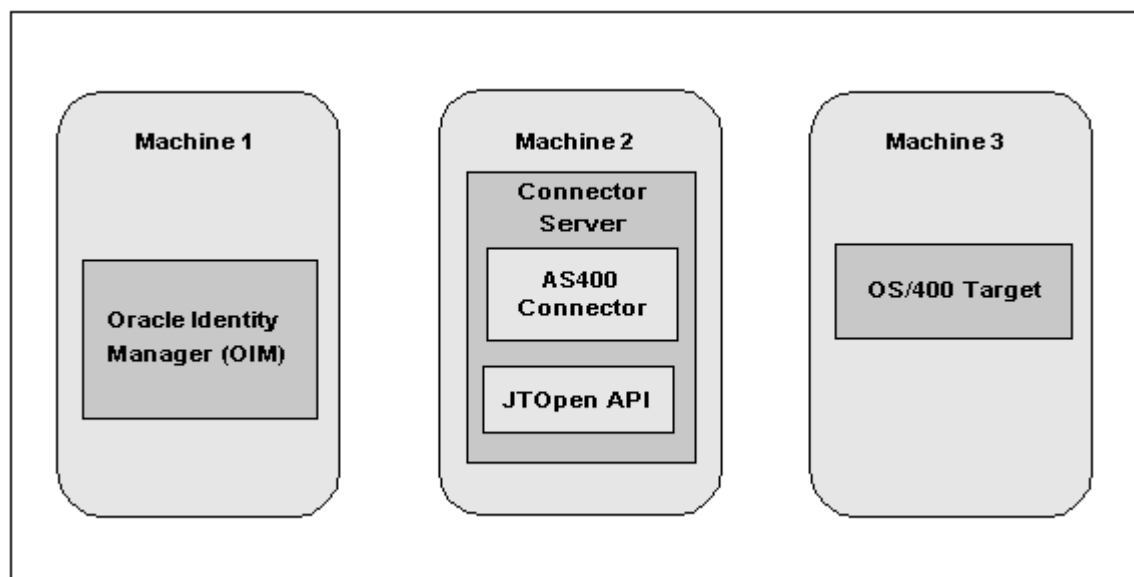 Machine 1
Oracle Identity
Manager (OIM)
Machine 2
Connector
Server
AS400
Connector
JTOpen API
Machine 3
OS/400 Target